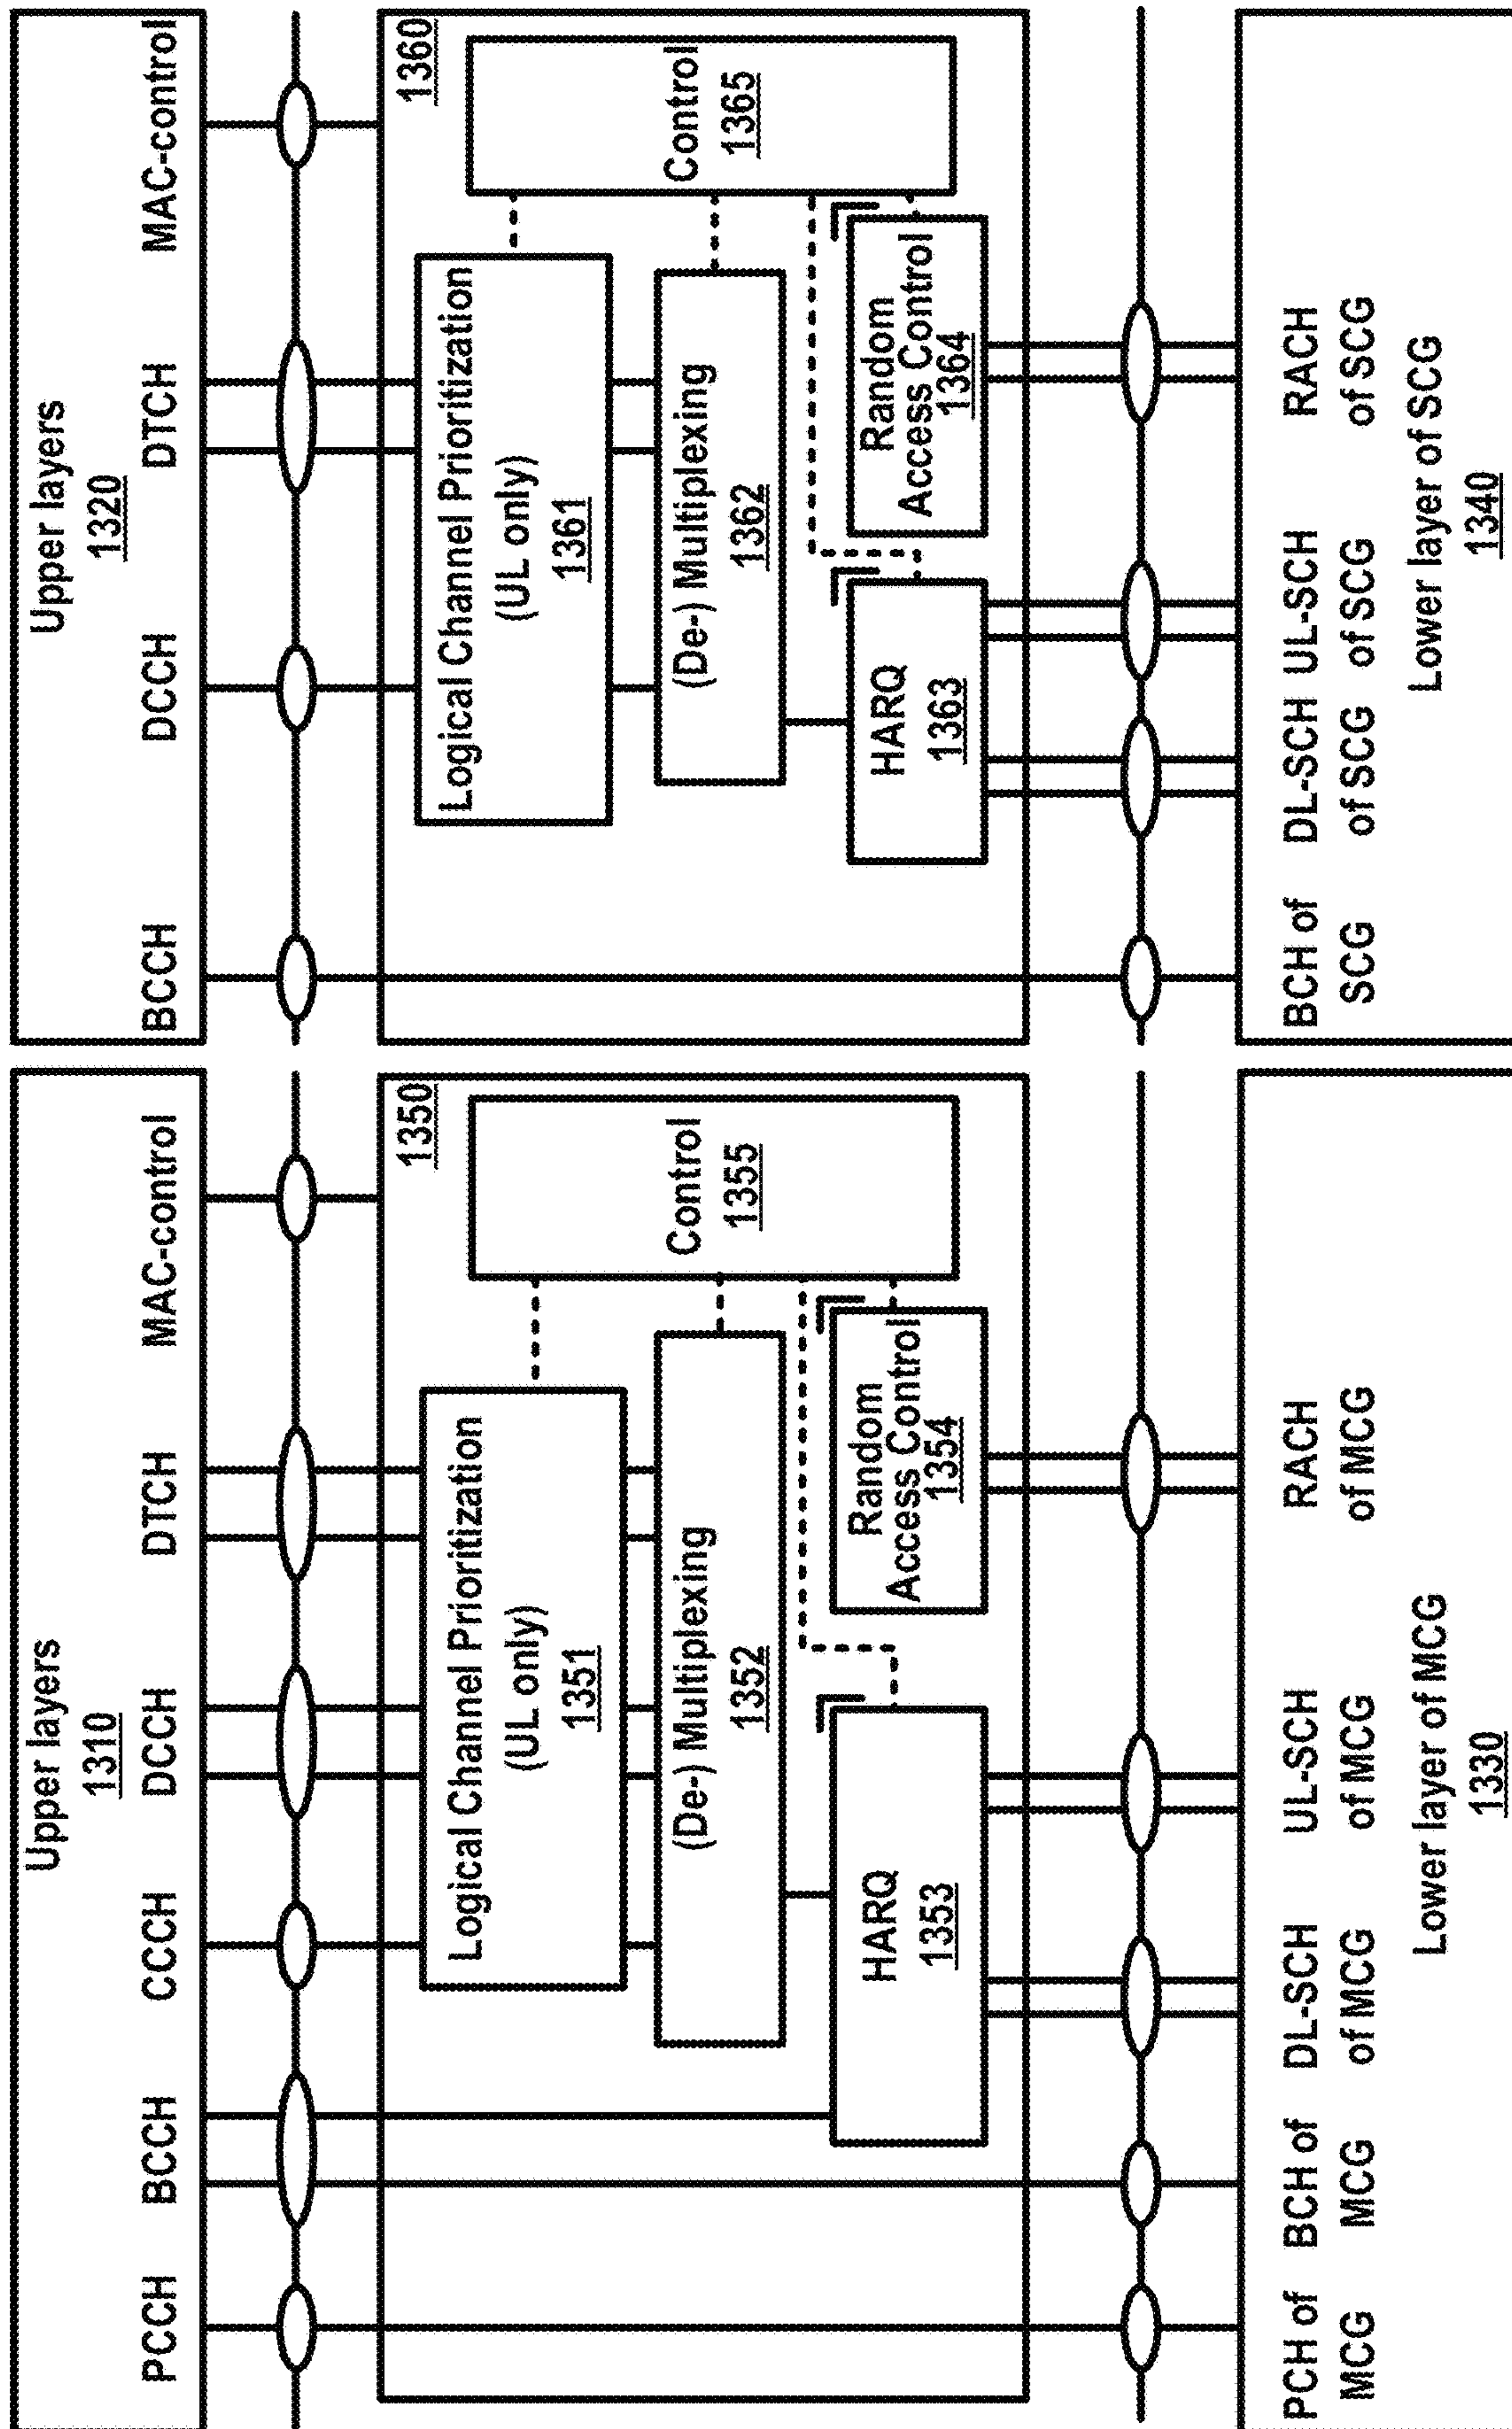 Upper layers
1310
PCCH BCCH CCCH DCCH DTCH MAC-control
1350
Logical Channel Prioritization
(UL only)
1351
Control
1355
(De-) Multiplexing
1352
HARQ
1353
Random
Access Control
1354
PCH of BCH of DL-SCH UL-SCH RACH
MCG MCG of MCG of MCG of MCG
Lower layer of MCG
1330
Upper layers
1320
BCCH DCCH DTCH MAC-control
1360
Logical Channel Prioritization
(UL only)
1361
Control
1365
(De-) Multiplexing
1362
HARQ
1363
Random
Access Control
1364
BCH of DL-SCH UL-SCH RACH
SCG of SCG of SCG of SCG
Lower layer of SCG
1340